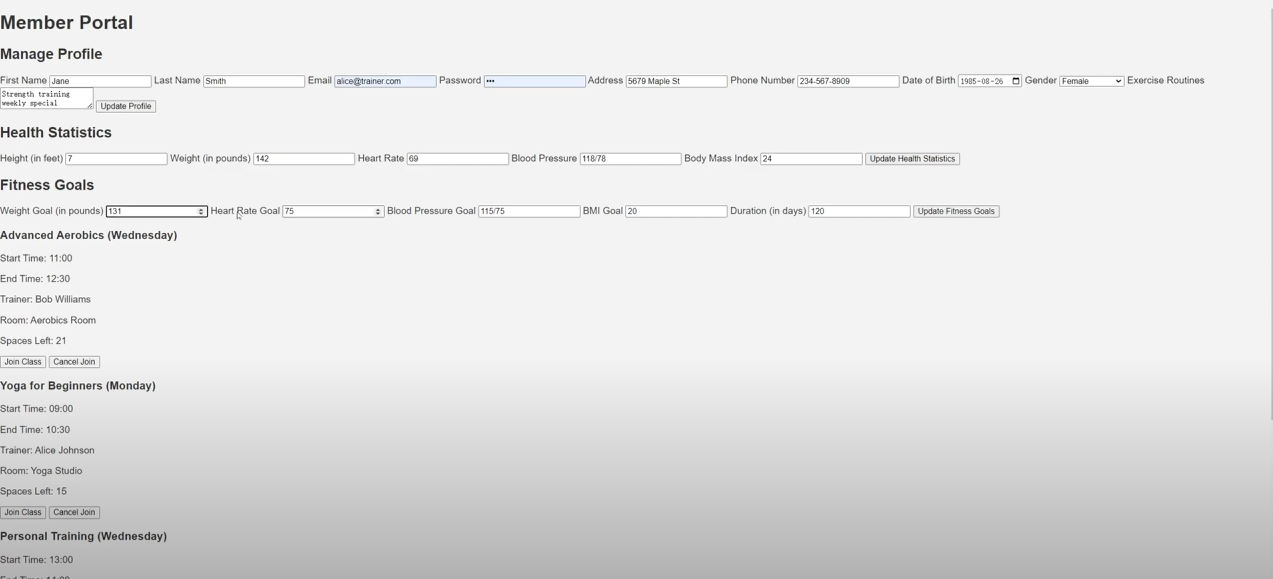 Member Portal
Manage Profile
First Name Jane Last Name Smith Email alice@trainer.com Password ••• Address 5679 Maple St Phone Number 234-567-8909 Date of Birth 1985-08-26 Gender Female Exercise Routines
Strength training
weekly special Update Profile
Health Statistics
Height (in feet) 7 Weight (in pounds) 142 Heart Rate 69 Blood Pressure 118/78 Body Mass Index 24 Update Health Statistics
Fitness Goals
Weight Goal (in pounds) 131 Heart Rate Goal 75 Blood Pressure Goal 115/75 BMI Goal 20 Duration (in days) 120 Update Fitness Goals
Advanced Aerobics (Wednesday)
Start Time: 11:00
End Time: 12:30
Trainer: Bob Williams
Room: Aerobics Room
Spaces Left: 21
Join Class Cancel Join
Yoga for Beginners (Monday)
Start Time: 09:00
End Time: 10:30
Trainer: Alice Johnson
Room: Yoga Studio
Spaces Left: 15
Join Class Cancel Join
Personal Training (Wednesday)
Start Time: 13:00